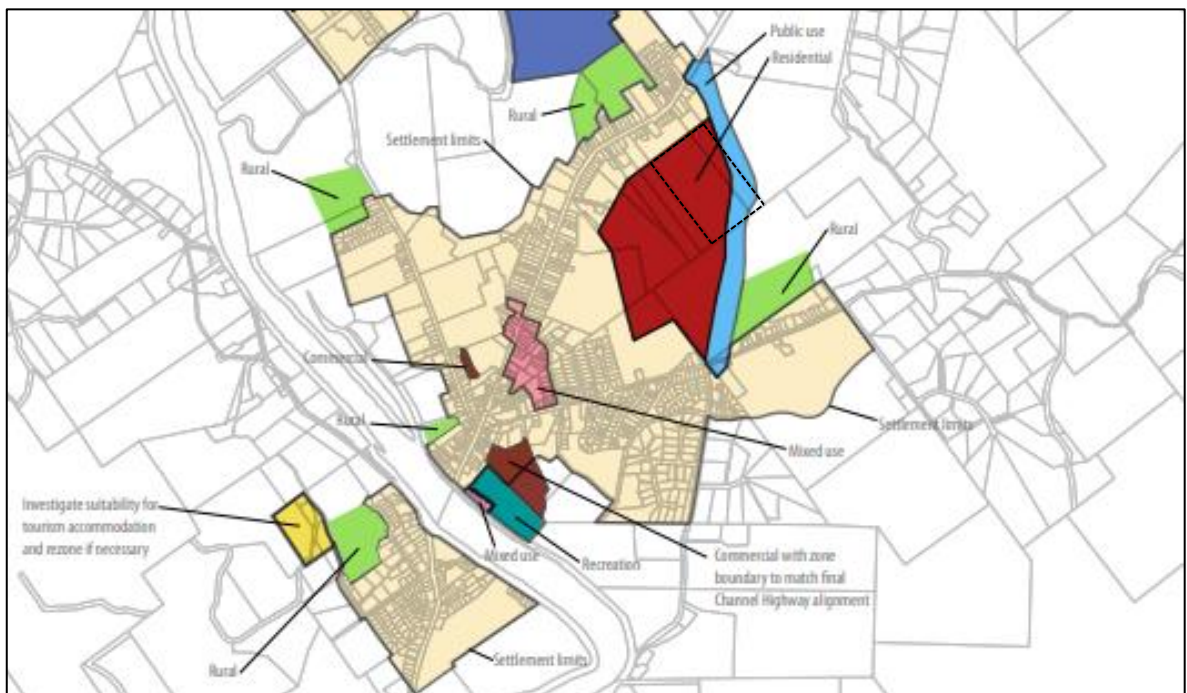 Public use
Residential
Rural
Settlement limits
Rural
Rural
Commercial
Rural
Settlement limits
Mixed use
Investigate suitability for
tourism accommodation
and rezone if necessary
Mixed use
Recreation
Commercial with zone
boundary to match final
Channel Highway alignment
Settlement limits
Rural